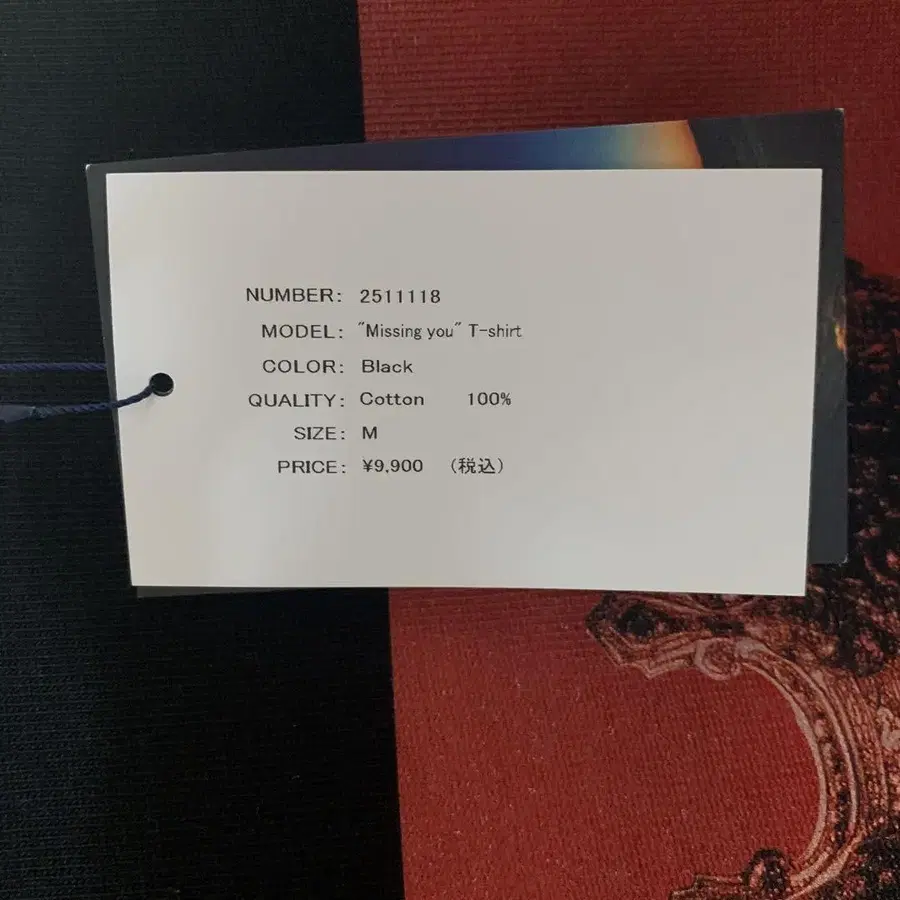 NUMBER: 2511118
MODEL: "Missing you" T-shirt
COLOR: Black
QUALITY: Cotton 100%
SIZE: M
PRICE: ¥9,900 (税込)